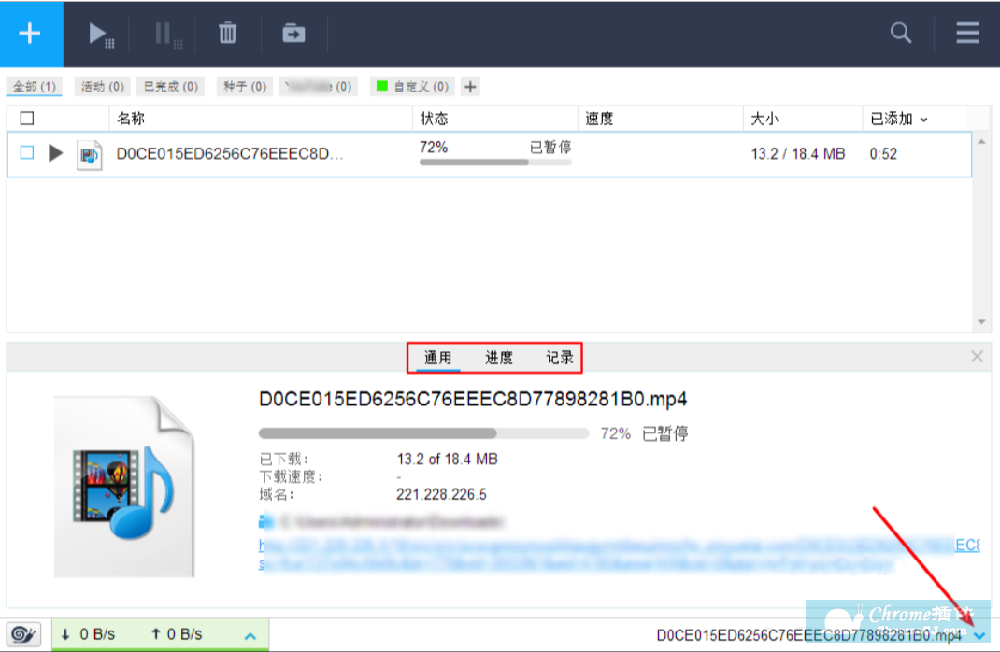 全部 (1) 活动 (0) 已完成 (0) 种子 (0) (0) 自定义 (0) +
名称 状态 速度 大小 已添加
D0CE015ED6256C76EEEC8D... 72% 已暂停 13.2 / 18.4 MB 0:52
通用 进度 记录
D0CE015ED6256C76EEEC8D77898281B0.mp4
72% 已暂停
已下载: 13.2 of 18.4 MB
下载速度: -
域名: 221.228.226.5
EC8
Chrome插件
↓ 0 B/s ↑ 0 B/s D0CE015ED6256C76EEEC8D77898281B0.mp4